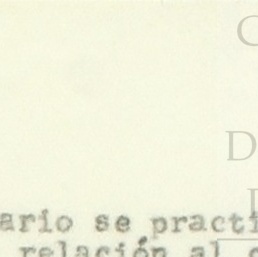 C
D
ario se practi
relación al